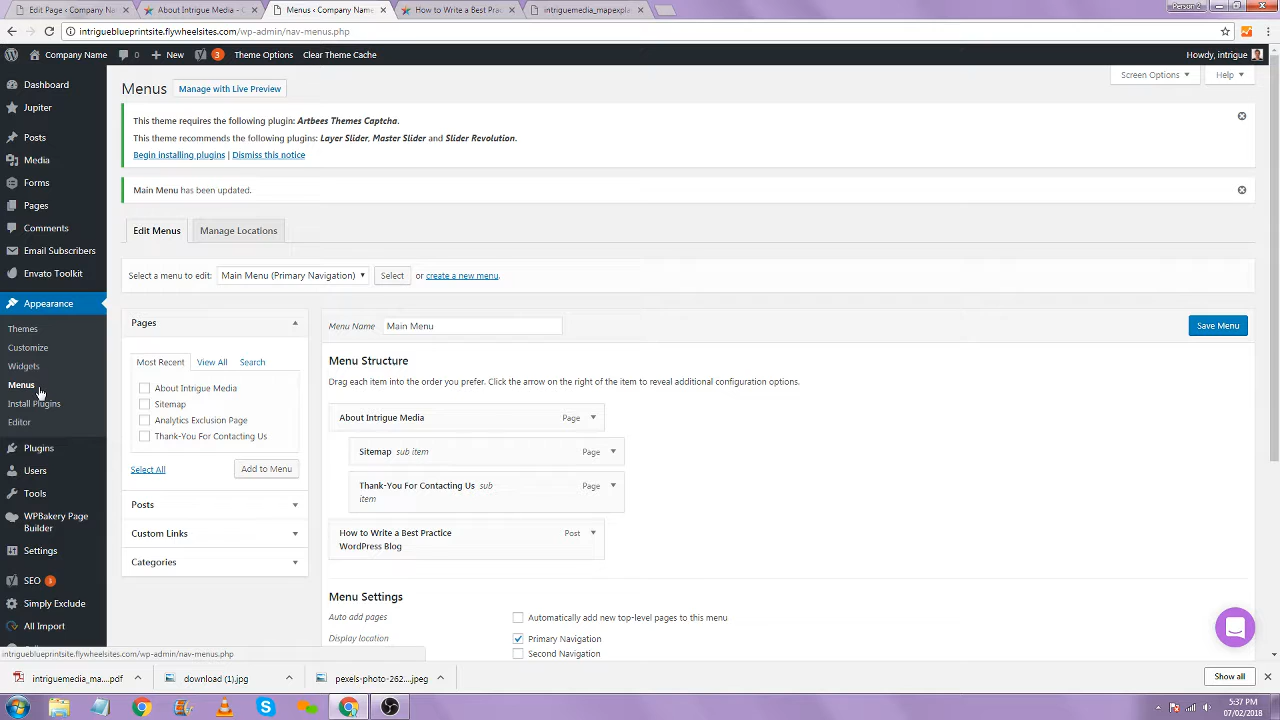 Edit Page ‹ Company N
About Intrigue Media – C
Menus ‹ Company Name
How to Write a Best Prac
intriguemedia_mapexpla
Person 2
intrigueblueprintsite.flywheelsites.com/wp-admin/nav-menus.php
Company Name
0
New
3
Theme Options
Clear Theme Cache
Howdy, intrigue
Dashboard
Jupiter
Posts
Media
Forms
Pages
Comments
Email Subscribers
Envato Toolkit
Appearance
Themes
Customize
Widgets
Menus
Install Plugins
Editor
Plugins
Users
Tools
WPBakery Page
Builder
Settings
SEO
Simply Exclude
All Import
Menus
Manage with Live Preview
Screen Options
Help
This theme requires the following plugin: Artbees Themes Captcha.
This theme recommends the following plugins: Layer Slider, Master Slider and Slider Revolution.
Begin installing plugins | Dismiss this notice
Main Menu has been updated.
Edit Menus
Manage Locations
Select a menu to edit:
Main Menu (Primary Navigation)
Select
or create a new menu.
Pages
Most Recent
View All
Search
About Intrigue Media
Sitemap
Analytics Exclusion Page
Thank-You For Contacting Us
Select All
Add to Menu
Posts
Custom Links
Categories
Menu Name
Main Menu
Save Menu
Menu Structure
Drag each item into the order you prefer. Click the arrow on the right of the item to reveal additional configuration options.
About Intrigue Media
Page
Sitemap sub item
Page
Thank-You For Contacting Us sub
item
Page
How to Write a Best Practice
WordPress Blog
Post
Menu Settings
Auto add pages
Automatically add new top-level pages to this menu
Display location
Primary Navigation
Second Navigation
intrigueblueprintsite.flywheelsites.com/wp-admin/nav-menus.php
intriguemedia_ma....pdf
download (1).jpg
pexels-photo-262....jpeg
Show all
5:37 PM
07/02/2018